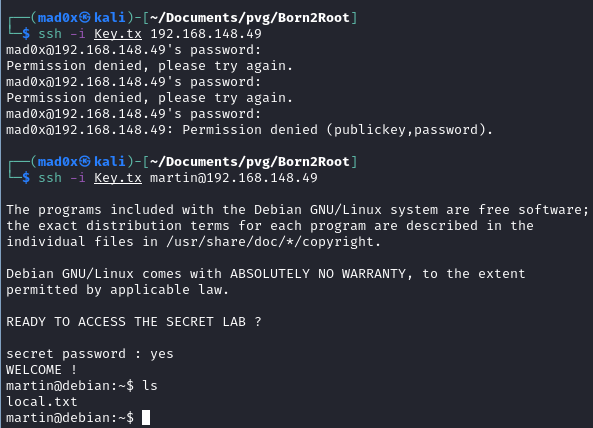 ┌──(mad0x㉿kali)-[~/Documents/pvg/Born2Root]
└─$ ssh -i Key.tx 192.168.148.49
mad0x@192.168.148.49's password:
Permission denied, please try again.
mad0x@192.168.148.49's password:
Permission denied, please try again.
mad0x@192.168.148.49's password:
mad0x@192.168.148.49: Permission denied (publickey,password).
┌──(mad0x㉿kali)-[~/Documents/pvg/Born2Root]
└─$ ssh -i Key.tx martin@192.168.148.49
The programs included with the Debian GNU/Linux system are free software;
the exact distribution terms for each program are described in the
individual files in /usr/share/doc/*/copyright.
Debian GNU/Linux comes with ABSOLUTELY NO WARRANTY, to the extent
permitted by applicable law.
READY TO ACCESS THE SECRET LAB ?
secret password : yes
WELCOME !
martin@debian:~$ ls
local.txt
martin@debian:~$